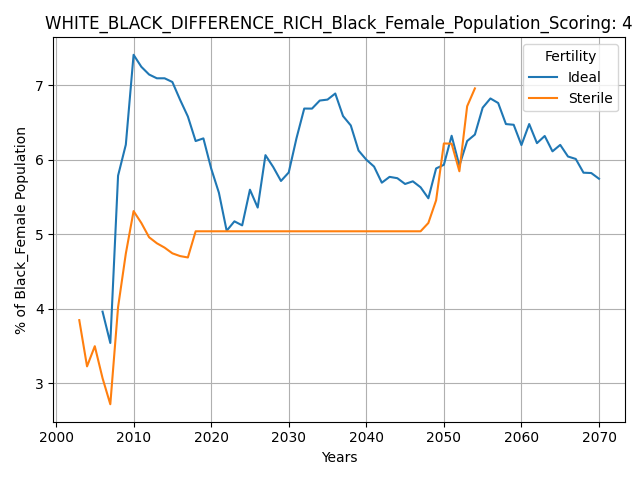 WHITE_BLACK_DIFFERENCE_RICH_Black_Female_Population_Scoring: 4
Fertility
Ideal
Sterile
% of Black_Female Population
7
6
5
4
3
2000 2010 2020 2030 2040 2050 2060 2070
Years